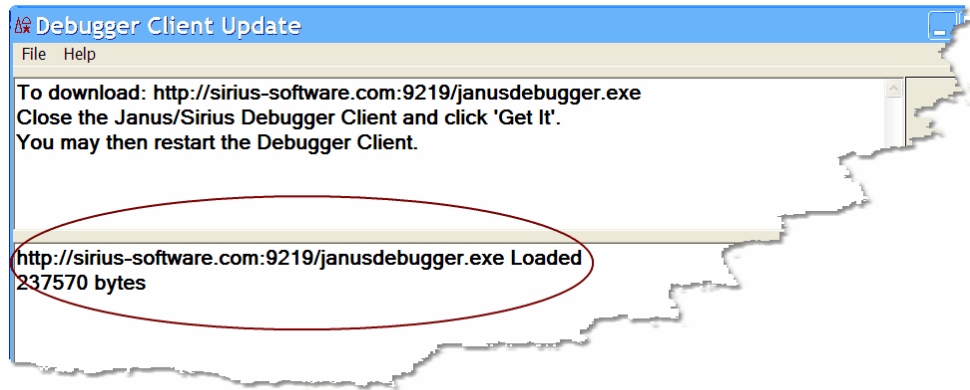 Debugger Client Update
File Help
To download: http://sirius-software.com:9219/janusdebugger.exe
Close the Janus/Sirius Debugger Client and click 'Get It'.
You may then restart the Debugger Client.
http://sirius-software.com:9219/janusdebugger.exe Loaded
237570 bytes